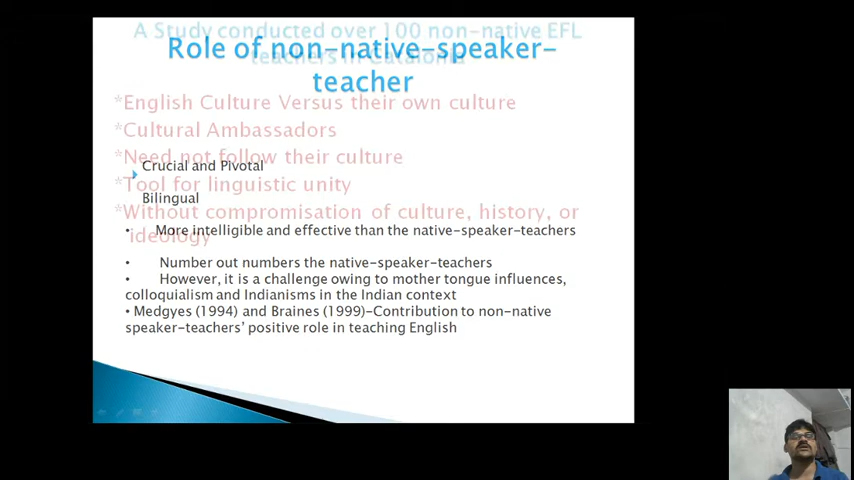 A Study conducted over 100 non-native EFL
teachers in Catalonia
Role of non-native-speaker-
teacher
*English Culture Versus their own culture
*Cultural Ambassadors
*Need not follow their culture
Crucial and Pivotal
*Tool for linguistic unity
Bilingual
*Without compromisation of culture, history, or
ideology
• More intelligible and effective than the native-speaker-teachers
• Number out numbers the native-speaker-teachers
• However, it is a challenge owing to mother tongue influences,
colloquialism and Indianisms in the Indian context
• Medgyes (1994) and Braines (1999)-Contribution to non-native
speaker-teachers’ positive role in teaching English